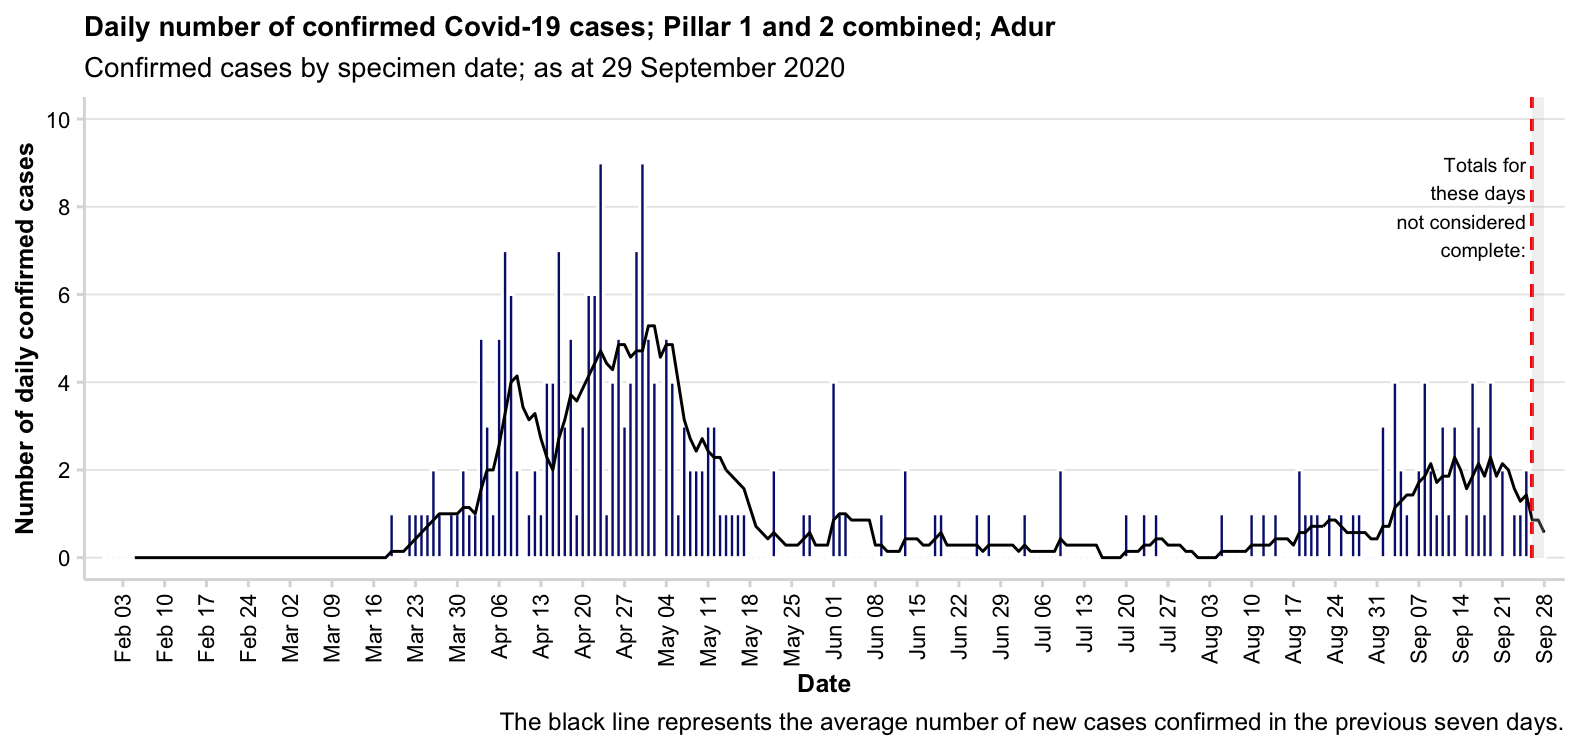 Daily number of confirmed Covid-19 cases; Pillar 1 and 2 combined; Adur
Confirmed cases by specimen date; as at 29 September 2020
Number of daily confirmed cases
10
8
6
4
2
0
Totals for
these days
not considered
complete:
Feb 03
Feb 10
Feb 17
Feb 24
Mar 02
Mar 09
Mar 16
Mar 23
Mar 30
Apr 06
Apr 13
Apr 20
Apr 27
May 04
May 11
May 18
May 25
Jun 01
Jun 08
Jun 15
Jun 22
Jun 29
Jul 06
Jul 13
Jul 20
Jul 27
Aug 03
Aug 10
Aug 17
Aug 24
Aug 31
Sep 07
Sep 14
Sep 21
Sep 28
Date
The black line represents the average number of new cases confirmed in the previous seven days.